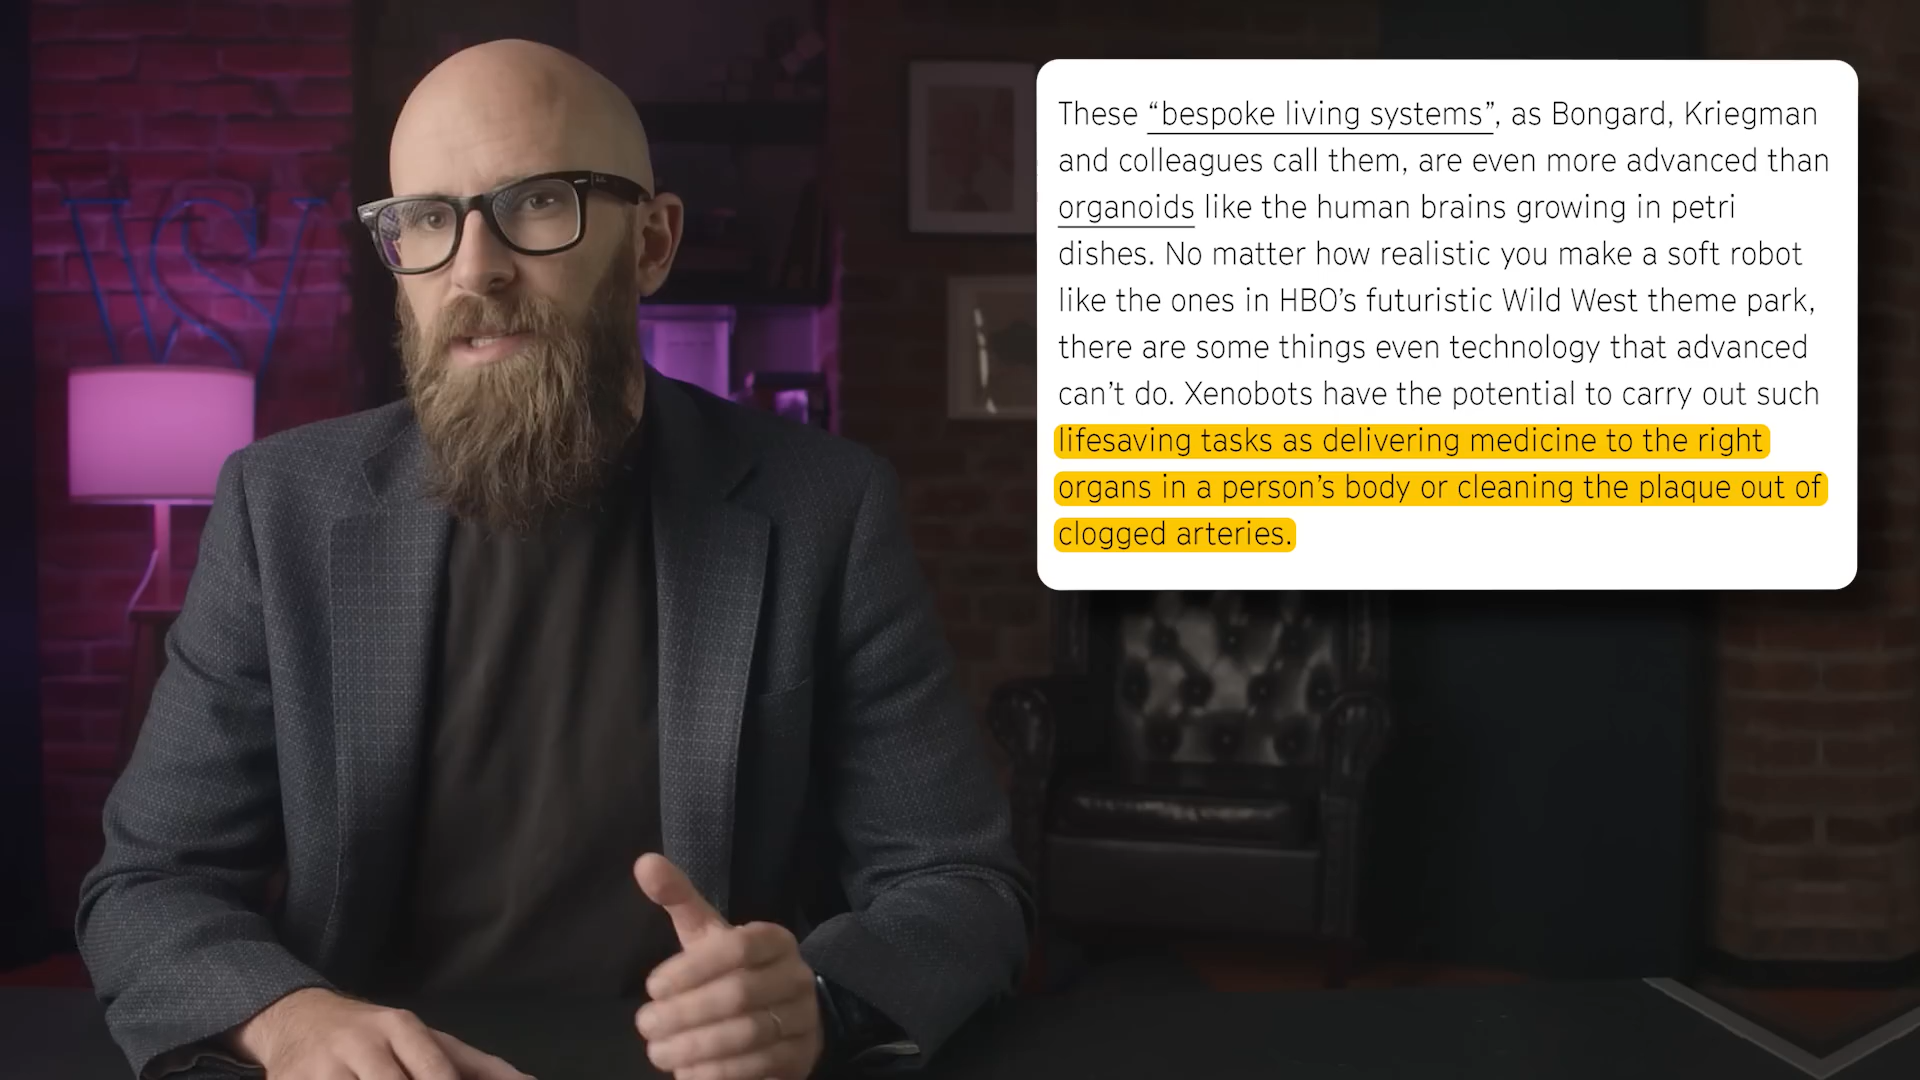 These “bespoke living systems”, as Bongard, Kriegman
and colleagues call them, are even more advanced than
organoids like the human brains growing in petri
dishes. No matter how realistic you make a soft robot
like the ones in HBO’s futuristic Wild West theme park,
there are some things even technology that advanced
can’t do. Xenobots have the potential to carry out such
lifesaving tasks as delivering medicine to the right
organs in a person’s body or cleaning the plaque out of
clogged arteries.